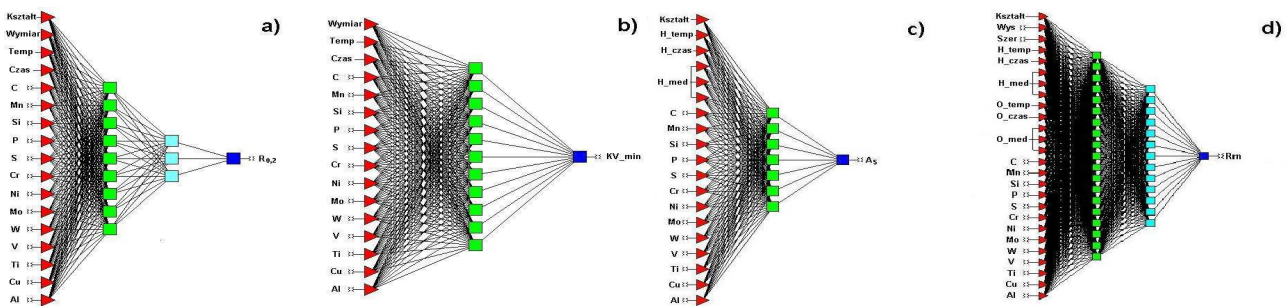 a)
Kształt
Wymiar
Temp
Czas
C
Mn
Si
P
S
Cr
Ni
Mo
W
V
Ti
Cu
Al
R0,2
b)
Wymiar
Temp
Czas
C
Mn
Si
P
S
Cr
Ni
Mo
W
V
Ti
Cu
Al
KV_min
c)
Kształt
H_temp
H_czas
H_med
C
Mn
Si
P
S
Cr
Ni
Mo
W
V
Ti
Cu
Al
A5
d)
Kształt
Wys
Szer
H_temp
H_czas
H_med
O_temp
O_czas
O_med
C
Mn
Si
P
S
Cr
Ni
Mo
W
V
Ti
Cu
Al
Rm